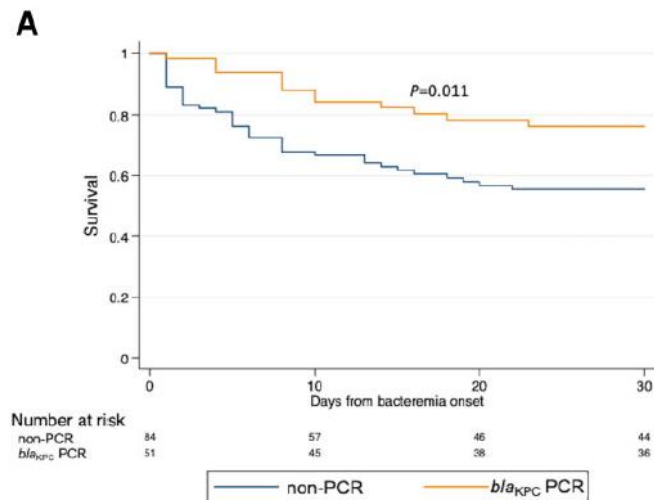 A
1
0.8
0.6
0.4
0.2
0
Survival
P=0.011
0 10 20 30
Days from bacteremia onset
Number at risk
non-PCR 84 57 46 44
blaKPC PCR 51 45 38 36
non-PCR blaKPC PCR